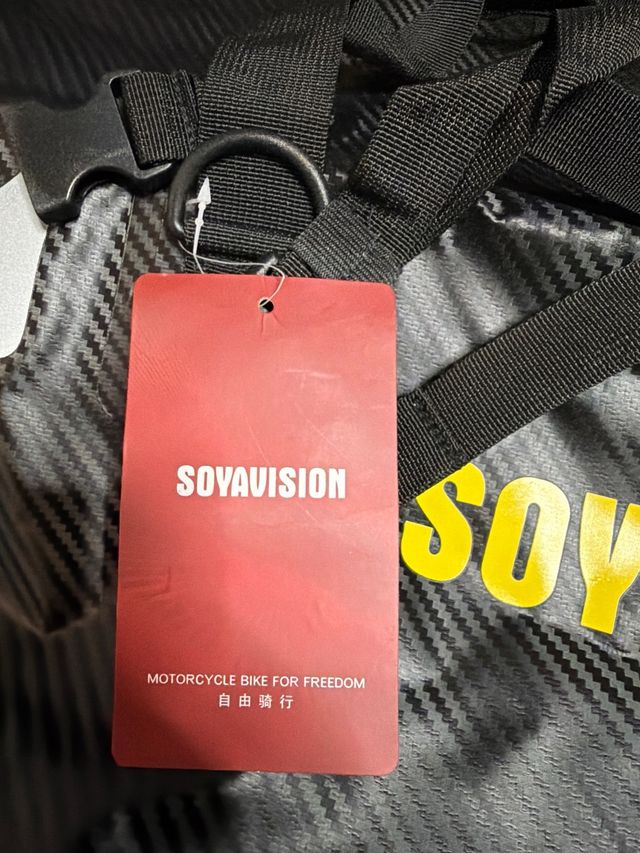 SOYAVISION
SOY
MOTORCYCLE BIKE FOR FREEDOM
自由骑行